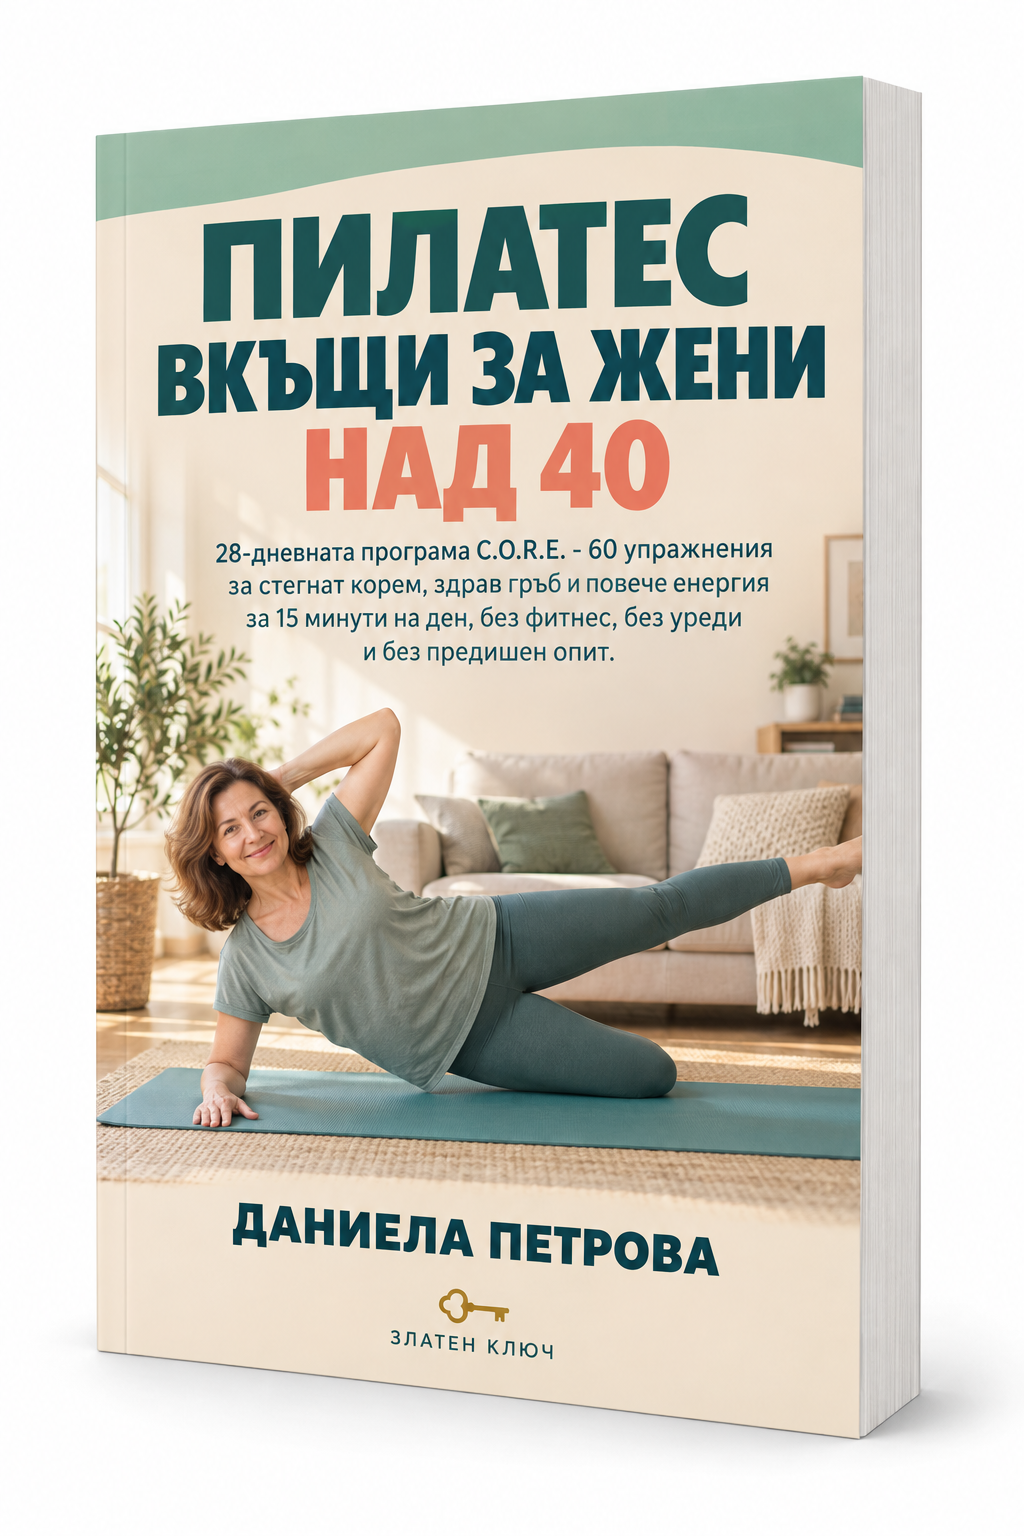 ПИЛАТЕС
ВКЪЩИ ЗА ЖЕНИ
НАД 40
28-дневната програма C.O.R.E. - 60 упражнения
за стегнат корем, здрав гръб и повече енергия
за 15 минути на ден, без фитнес, без уреди
и без предишен опит.
ДАНИЕЛА ПЕТРОВА
ЗЛАТЕН КЛЮЧ